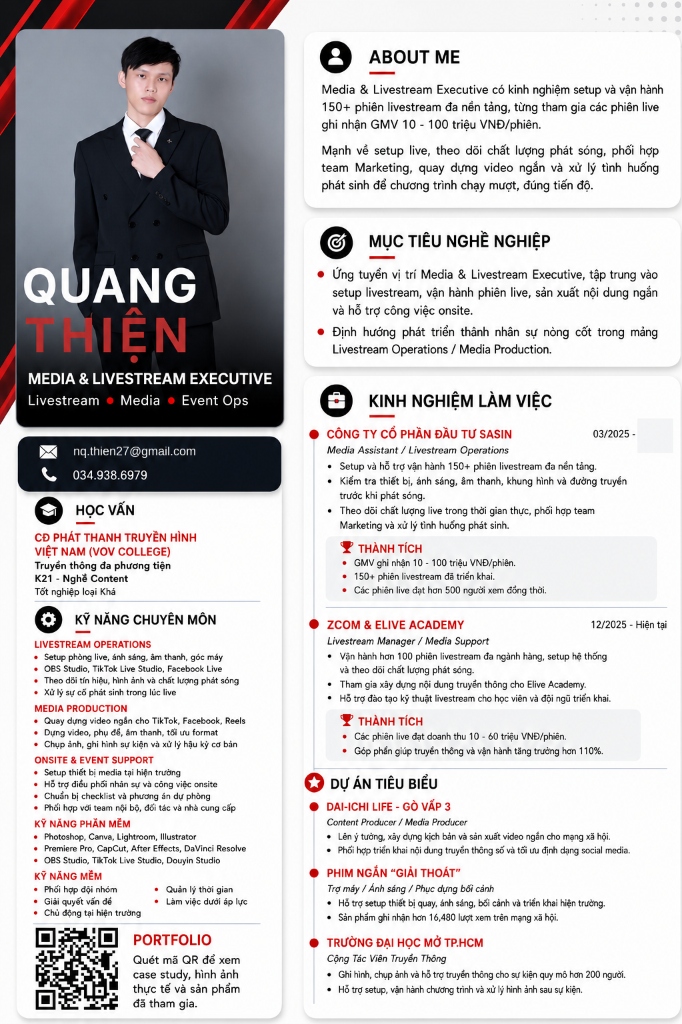 QUANG
THIỆN
MEDIA & LIVESTREAM EXECUTIVE
Livestream • Media • Event Ops
nq.thien27@gmail.com
034.938.6979
HỌC VẤN
CĐ PHÁT THANH TRUYỀN HÌNH
VIỆT NAM (VOV COLLEGE)
Truyền thông đa phương tiện
K21 - Nghề Content
Tốt nghiệp loại Khá
KỸ NĂNG CHUYÊN MÔN
LIVESTREAM OPERATIONS
• Setup phòng live, ánh sáng, âm thanh, góc máy
• OBS Studio, TikTok Live Studio, Facebook Live
• Theo dõi tín hiệu, hình ảnh và chất lượng phát sóng
• Xử lý sự cố phát sinh trong lúc live
MEDIA PRODUCTION
• Quay dựng video ngắn cho TikTok, Facebook, Reels
• Dựng video, phụ đề, âm thanh, tối ưu format
• Chụp ảnh, ghi hình sự kiện và xử lý hậu kỳ cơ bản
ONSITE & EVENT SUPPORT
• Setup thiết bị media tại hiện trường
• Hỗ trợ điều phối nhân sự và công việc onsite
• Chuẩn bị checklist và phương án dự phòng
• Phối hợp với team nội bộ, đối tác và nhà cung cấp
KỸ NĂNG PHẦN MỀM
• Photoshop, Canva, Lightroom, Illustrator
• Premiere Pro, CapCut, After Effects, DaVinci Resolve
• OBS Studio, TikTok Live Studio, Douyin Studio
KỸ NĂNG MỀM
• Phối hợp đội nhóm
• Giải quyết vấn đề
• Chủ động tại hiện trường
• Quản lý thời gian
• Làm việc dưới áp lực
PORTFOLIO
Quét mã QR để xem
case study, hình ảnh
thực tế và sản phẩm
đã tham gia.
ABOUT ME
Media & Livestream Executive có kinh nghiệm setup và vận hành
150+ phiên livestream đa nền tảng, từng tham gia các phiên live
ghi nhận GMV 10 - 100 triệu VNĐ/phiên.
Mạnh về setup live, theo dõi chất lượng phát sóng, phối hợp
team Marketing, quay dựng video ngắn và xử lý tình huống
phát sinh để chương trình chạy mượt, đúng tiến độ.
MỤC TIÊU NGHỀ NGHIỆP
• Ứng tuyển vị trí Media & Livestream Executive, tập trung vào
setup livestream, vận hành phiên live, sản xuất nội dung ngắn
và hỗ trợ công việc onsite.
• Định hướng phát triển thành nhân sự nòng cốt trong mảng
Livestream Operations / Media Production.
KINH NGHIỆM LÀM VIỆC
CÔNG TY CỔ PHẦN ĐẦU TƯ SASIN 03/2025 -
Media Assistant / Livestream Operations
• Setup và hỗ trợ vận hành 150+ phiên livestream đa nền tảng.
• Kiểm tra thiết bị, ánh sáng, âm thanh, khung hình và đường truyền
trước khi phát sóng.
• Theo dõi chất lượng live trong thời gian thực, phối hợp team
Marketing và xử lý tình huống phát sinh.
THÀNH TÍCH
• GMV ghi nhận 10 - 100 triệu VNĐ/phiên.
• 150+ phiên livestream đã triển khai.
• Các phiên live đạt hơn 500 người xem đồng thời.
ZCOM & ELIVE ACADEMY 12/2025 - Hiện tại
Livestream Manager / Media Support
• Vận hành hơn 100 phiên livestream đa ngành hàng, setup hệ thống
và theo dõi chất lượng phát sóng.
• Tham gia xây dựng nội dung truyền thông cho Elive Academy.
• Hỗ trợ đào tạo kỹ thuật livestream cho học viên và đội ngũ triển khai.
THÀNH TÍCH
• Các phiên live đạt doanh thu 10 - 60 triệu VNĐ/phiên.
• Góp phần giúp truyền thông và vận hành tăng trưởng hơn 110%.
DỰ ÁN TIÊU BIỂU
DAI-ICHI LIFE - GÒ VẤP 3
Content Producer / Media Producer
• Lên ý tưởng, xây dựng kịch bản và sản xuất video ngắn cho mạng xã hội.
• Phối hợp triển khai nội dung truyền thông số và tối ưu định dạng social media.
PHIM NGẮN “GIẢI THOÁT”
Trợ máy / Ánh sáng / Phục dựng bối cảnh
• Hỗ trợ setup thiết bị quay, ánh sáng, bối cảnh và triển khai hiện trường.
• Sản phẩm ghi nhận hơn 16,480 lượt xem trên mạng xã hội.
TRƯỜNG ĐẠI HỌC MỞ TP.HCM
Cộng Tác Viên Truyền Thông
• Ghi hình, chụp ảnh và hỗ trợ truyền thông cho sự kiện quy mô hơn 200 người.
• Hỗ trợ setup, vận hành chương trình và xử lý hình ảnh sau sự kiện.